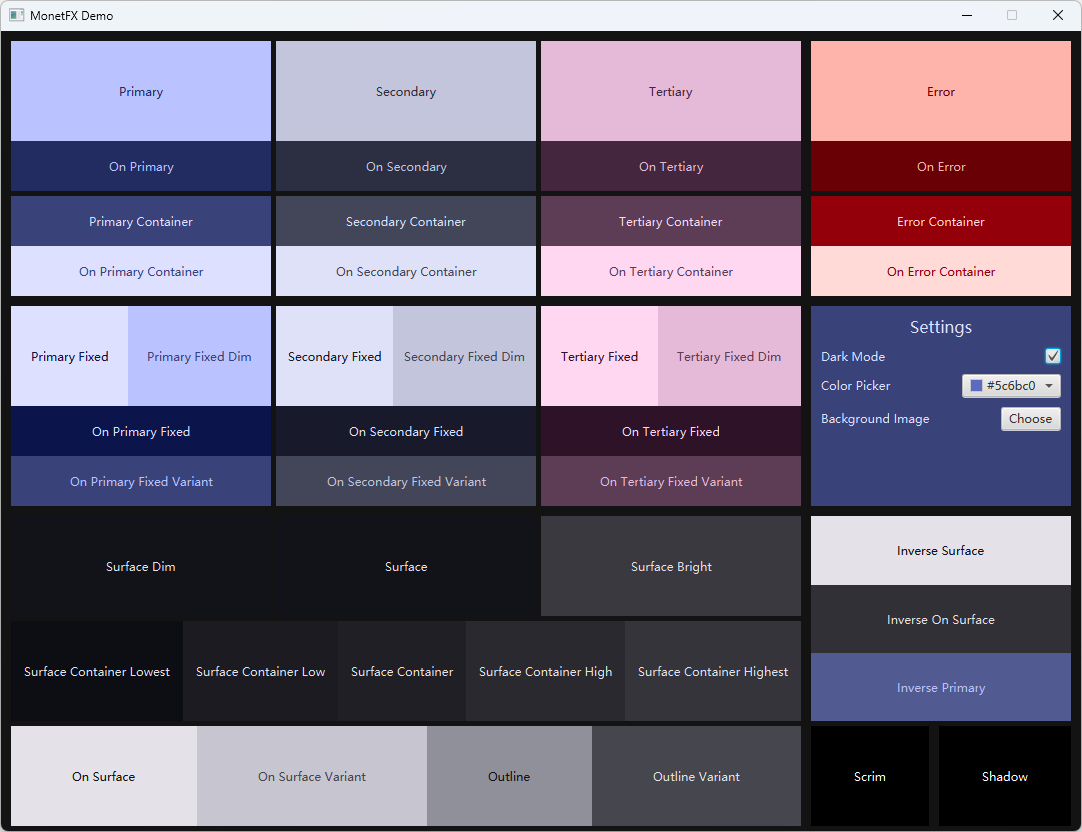 MonetFX Demo
Primary
Secondary
Tertiary
Error
On Primary
On Secondary
On Tertiary
On Error
Primary Container
Secondary Container
Tertiary Container
Error Container
On Primary Container
On Secondary Container
On Tertiary Container
On Error Container
Primary Fixed
Primary Fixed Dim
Secondary Fixed
Secondary Fixed Dim
Tertiary Fixed
Tertiary Fixed Dim
On Primary Fixed
On Secondary Fixed
On Tertiary Fixed
On Primary Fixed Variant
On Secondary Fixed Variant
On Tertiary Fixed Variant
Settings
Dark Mode
Color Picker
#5c6bc0
Background Image
Choose
Surface Dim
Surface
Surface Bright
Inverse Surface
Inverse On Surface
Inverse Primary
Surface Container Lowest
Surface Container Low
Surface Container
Surface Container High
Surface Container Highest
On Surface
On Surface Variant
Outline
Outline Variant
Scrim
Shadow